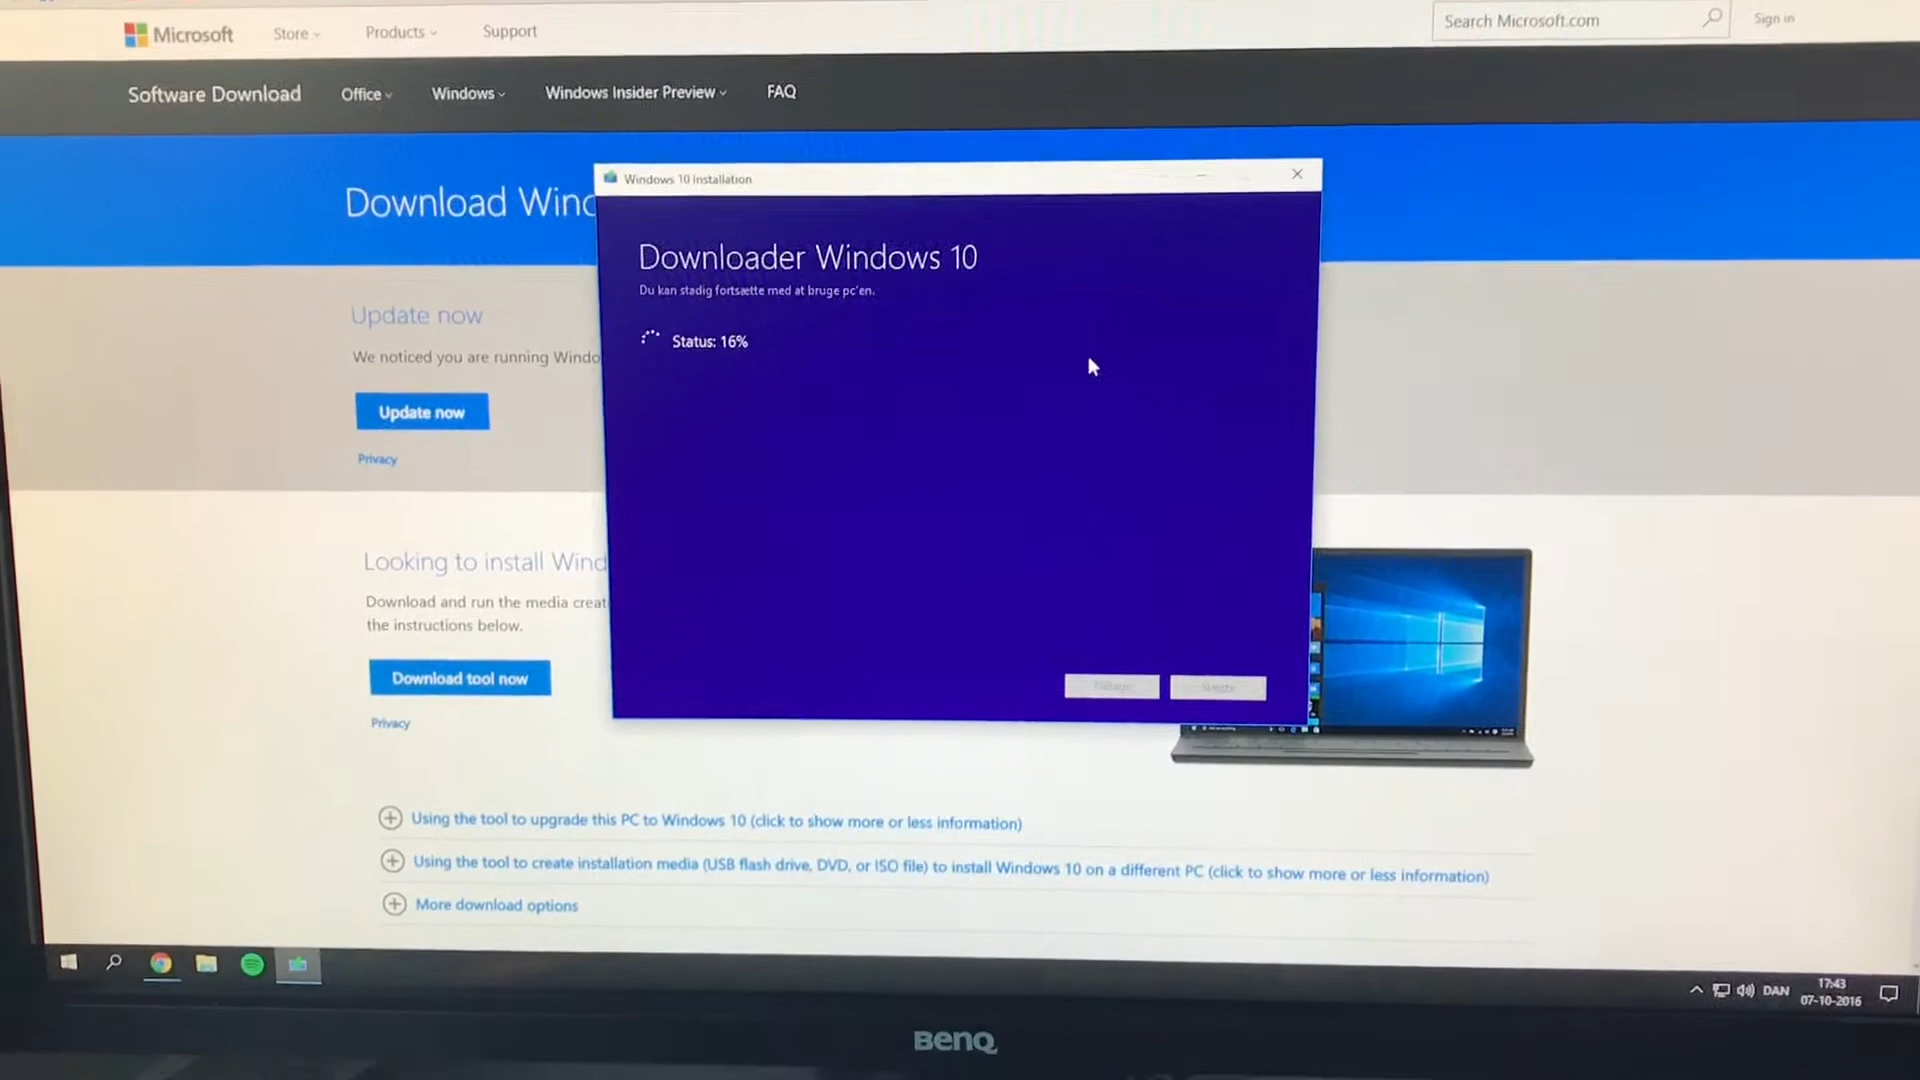 Microsoft
Store
Products
Support
Search Microsoft.com
Sign in
Software Download
Office
Windows
Windows Insider Preview
FAQ
Download Wind
Windows 10 Installation
Downloader Windows 10
Du kan stadig fortsætte med at bruge pc'en.
Status: 16%
Update now
We noticed you are running Windo
Update now
Privacy
Looking to install Wind
Download and run the media creat
the instructions below.
Download tool now
Privacy
Tilbage
Næste
Using the tool to upgrade this PC to Windows 10 (click to show more or less information)
Using the tool to create installation media (USB flash drive, DVD, or ISO file) to install Windows 10 on a different PC (click to show more or less information)
More download options
DAN
17:43
07-10-2016
BenQ